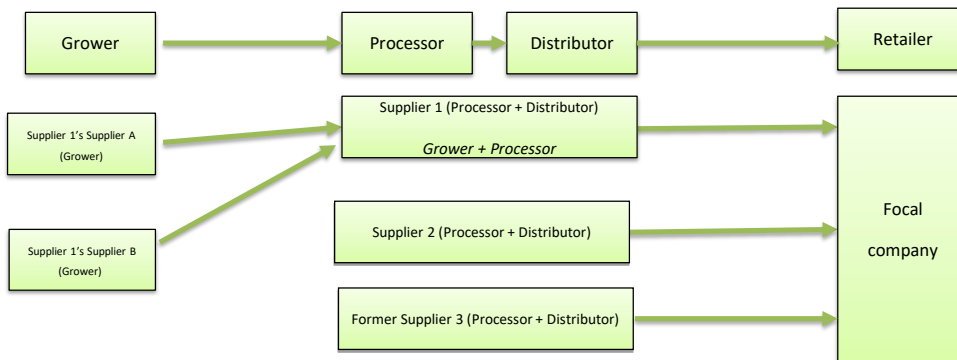 Grower
Processor
Distributor
Retailer
Supplier 1's Supplier A
(Grower)
Supplier 1 (Processor + Distributor)
Grower + Processor
Supplier 1's Supplier B
(Grower)
Supplier 2 (Processor + Distributor)
Former Supplier 3 (Processor + Distributor)
Focal
company